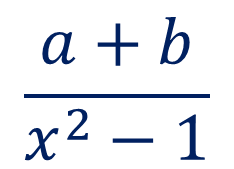 a + b
x² − 1